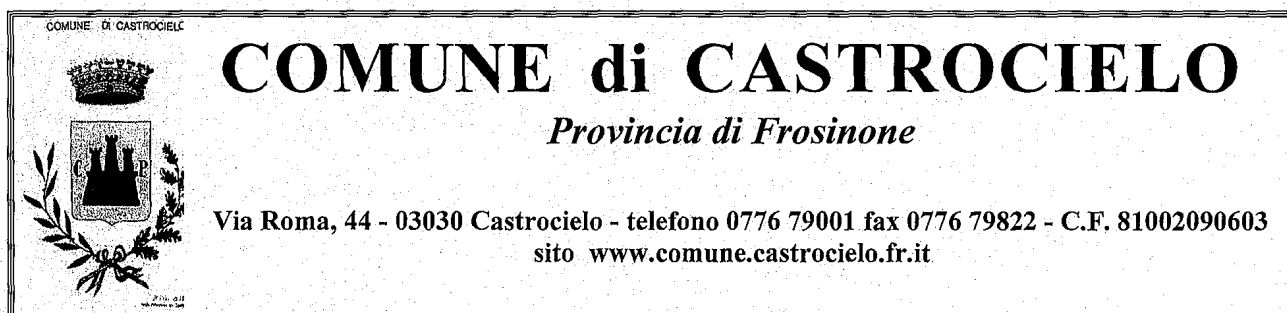 COMUNE DI CASTROCIELO
COMUNE di CASTROCIELO
Provincia di Frosinone
C P
Via Roma, 44 - 03030 Castrocielo - telefono 0776 79001 fax 0776 79822 - C.F. 81002090603
sito www.comune.castrocielo.fr.it